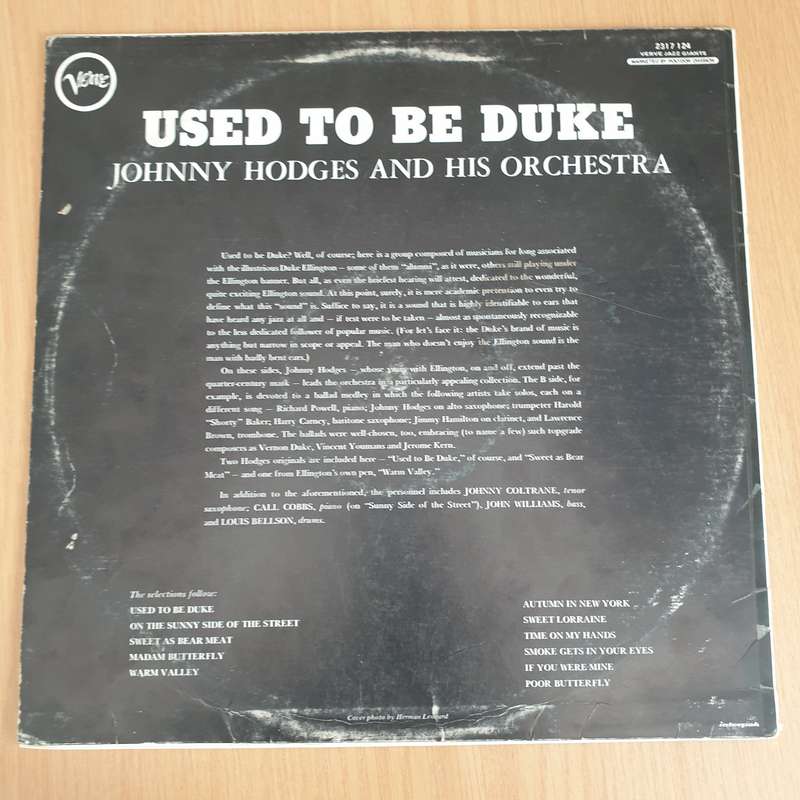 Verve
2317 124
VERVE JAZZ GIANTS
MARKETED BY POLYDOR
USED TO BE DUKE
JOHNNY HODGES AND HIS ORCHESTRA
Used to be Duke? Well, of course; here is a group composed of musicians for long associated
with the illustrious Duke Ellington – some of them "alumni", as it were, others still playing under
the Ellington banner. But all, as even the briefest hearing will attest, dedicated to the wonderful,
quite exciting Ellington sound. At this point, surely, it is mere academic pretention to even try to
define what this "sound" is. Suffice to say, it is a sound that is highly identifiable to ears that
have heard any jazz at all and – if test were to be taken – almost as spontaneously recognizable
to the less dedicated follower of popular music. (For let's face it: the Duke's brand of music is
anything but narrow in scope or appeal. The man who doesn't enjoy the Ellington sound is the
man with badly bent ears.)
On these sides, Johnny Hodges – whose years with Ellington, on and off, extend past the
quarter-century mark – leads the orchestra in a particularly appealing collection. The B side, for
example, is devoted to a ballad medley in which the following artists take solos, each on a
different song – Richard Powell, piano; Johnny Hodges on alto saxophone; trumpeter Harold
"Shorty" Baker; Harry Carney, baritone saxophone; Jimmy Hamilton on clarinet, and Lawrence
Brown, trombone. The ballads were well-chosen, too, embracing (to name a few) such topgrade
composers as Vernon Duke, Vincent Youmans and Jerome Kern.
Two Hodges originals are included here – "Used to Be Duke," of course, and "Sweet as Bear
Meat" – and one from Ellington's own pen, "Warm Valley."
In addition to the aforementioned, the personnel includes JOHNNY COLTRANE, tenor
saxophone; CALL COBBS, piano (on "Sunny Side of the Street"), JOHN WILLIAMS, bass,
and LOUIS BELLSON, drums.
The selections follow:
USED TO BE DUKE
ON THE SUNNY SIDE OF THE STREET
SWEET AS BEAR MEAT
MADAM BUTTERFLY
WARM VALLEY
AUTUMN IN NEW YORK
SWEET LORRAINE
TIME ON MY HANDS
SMOKE GETS IN YOUR EYES
IF YOU WERE MINE
POOR BUTTERFLY
Cover photo by Herman Leonard